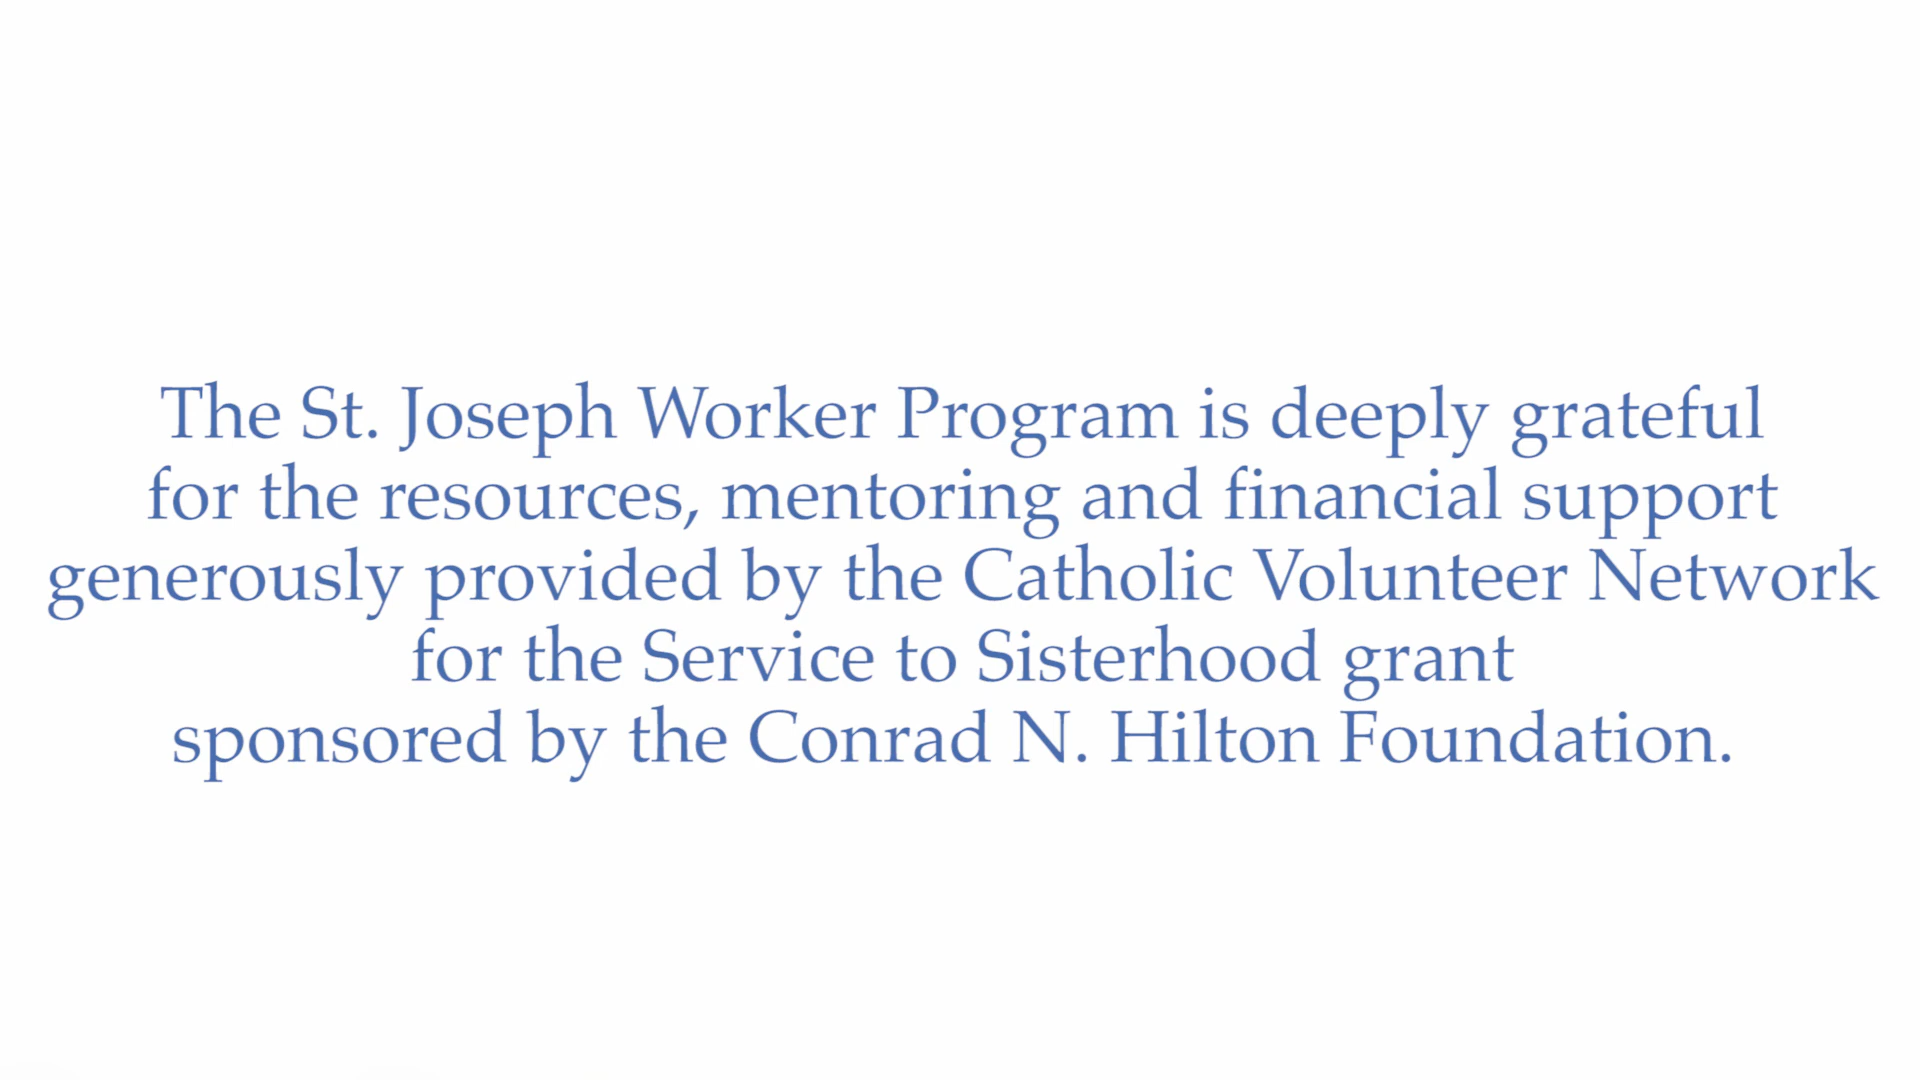 The St. Joseph Worker Program is deeply grateful
for the resources, mentoring and financial support
generously provided by the Catholic Volunteer Network
for the Service to Sisterhood grant
sponsored by the Conrad N. Hilton Foundation.